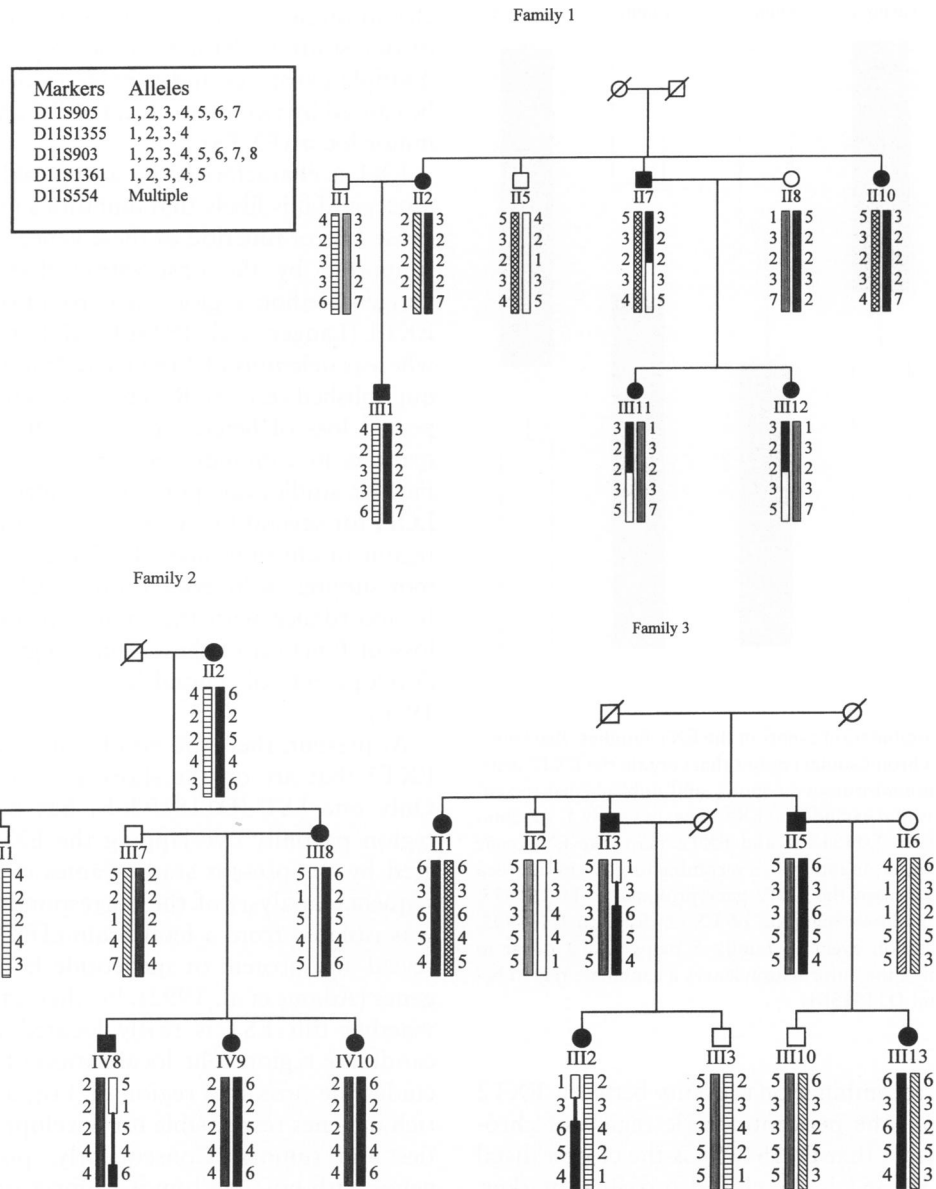 Family 1
Markers Alleles
D11S905 1, 2, 3, 4, 5, 6, 7
D11S1355 1, 2, 3, 4
D11S903 1, 2, 3, 4, 5, 6, 7, 8
D11S1361 1, 2, 3, 4, 5
D11S554 Multiple
II1 II2 II5 II7 II8 II10
4 3 2 3 5 4 5 3 1 5 5 3
2 3 2 2 3 2 3 2 3 2 3 2
3 1 2 2 2 1 2 2 2 2 2 2
3 3 2 2 3 3 3 3 3 2 2 2
6 7 1 7 4 5 4 5 7 2 4 7
III1 III11 III12
4 3 3 1 3 1
2 2 2 3 2 3
3 2 2 2 2 2
3 2 3 3 3 3
6 7 5 7 5 7
Family 2
II2
4 6
2 2
2 5
4 4
3 6
I1 III7 III8
4 5 2 5 6
2 2 2 1 2
2 1 2 5 5
4 4 4 5 4
3 7 4 5 6
IV8 IV9 IV10
2 5 2 6 2 6
2 1 2 2 2 2
2 5 2 5 2 5
4 4 4 4 4 4
4 6 4 6 4 6
Family 3
II1 II2 II3 II5 II6
6 6 5 1 5 1 5 6 4 6
3 3 3 3 3 3 3 3 4 3
6 6 3 4 3 6 3 6 1 2
5 4 5 4 5 5 5 5 5 5
4 5 5 1 5 4 5 4 5 3
III2 III3 III10 III13
1 2 5 2 5 6 6 6
3 3 3 3 3 3 3 3
6 2 3 2 3 2 6 2
5 2 5 2 5 5 5 5
4 1 5 1 5 3 4 3